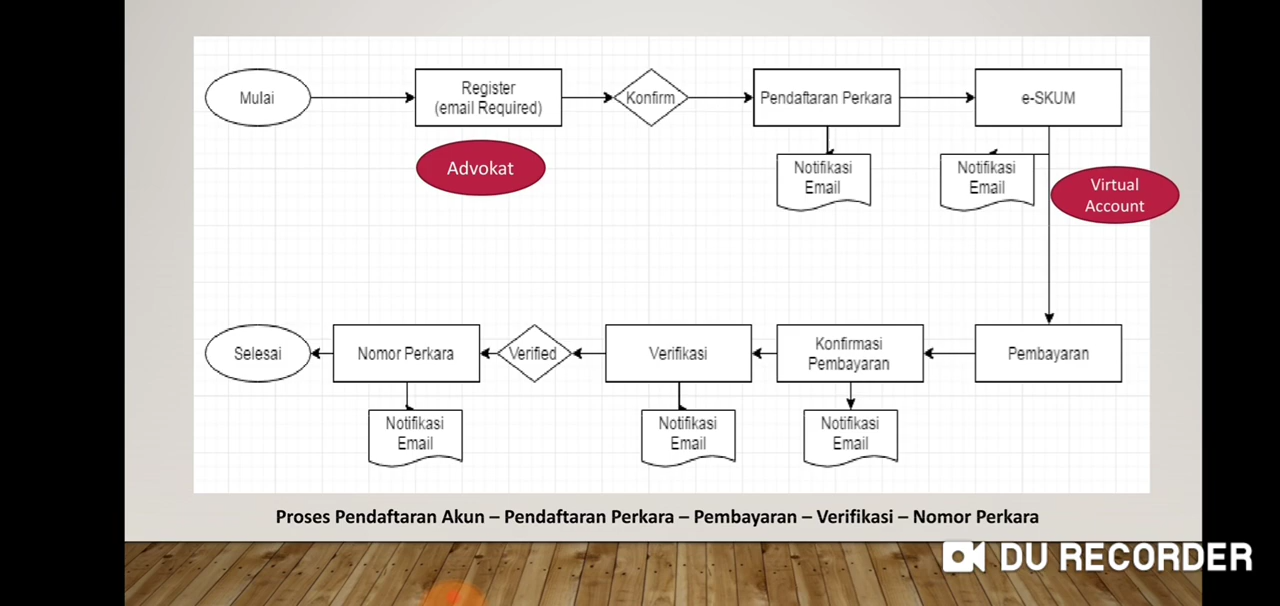 Mulai
Register
(email Required)
Konfirm
Pendaftaran Perkara
e-SKUM
Advokat
Notifikasi
Email
Notifikasi
Email
Virtual
Account
Selesai
Nomor Perkara
Verified
Verifikasi
Konfirmasi
Pembayaran
Pembayaran
Notifikasi
Email
Notifikasi
Email
Notifikasi
Email
Proses Pendaftaran Akun – Pendaftaran Perkara – Pembayaran – Verifikasi – Nomor Perkara
DU RECORDER